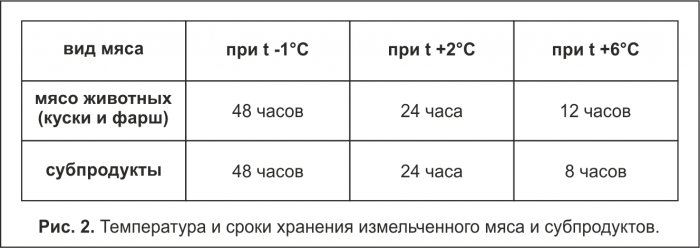 вид мяса при t -1°C при t +2°C при t +6°C
мясо животных
(куски и фарш) 48 часов 24 часа 12 часов
субпродукты 48 часов 24 часа 8 часов
Рис. 2. Температура и сроки хранения измельченного мяса и субпродуктов.